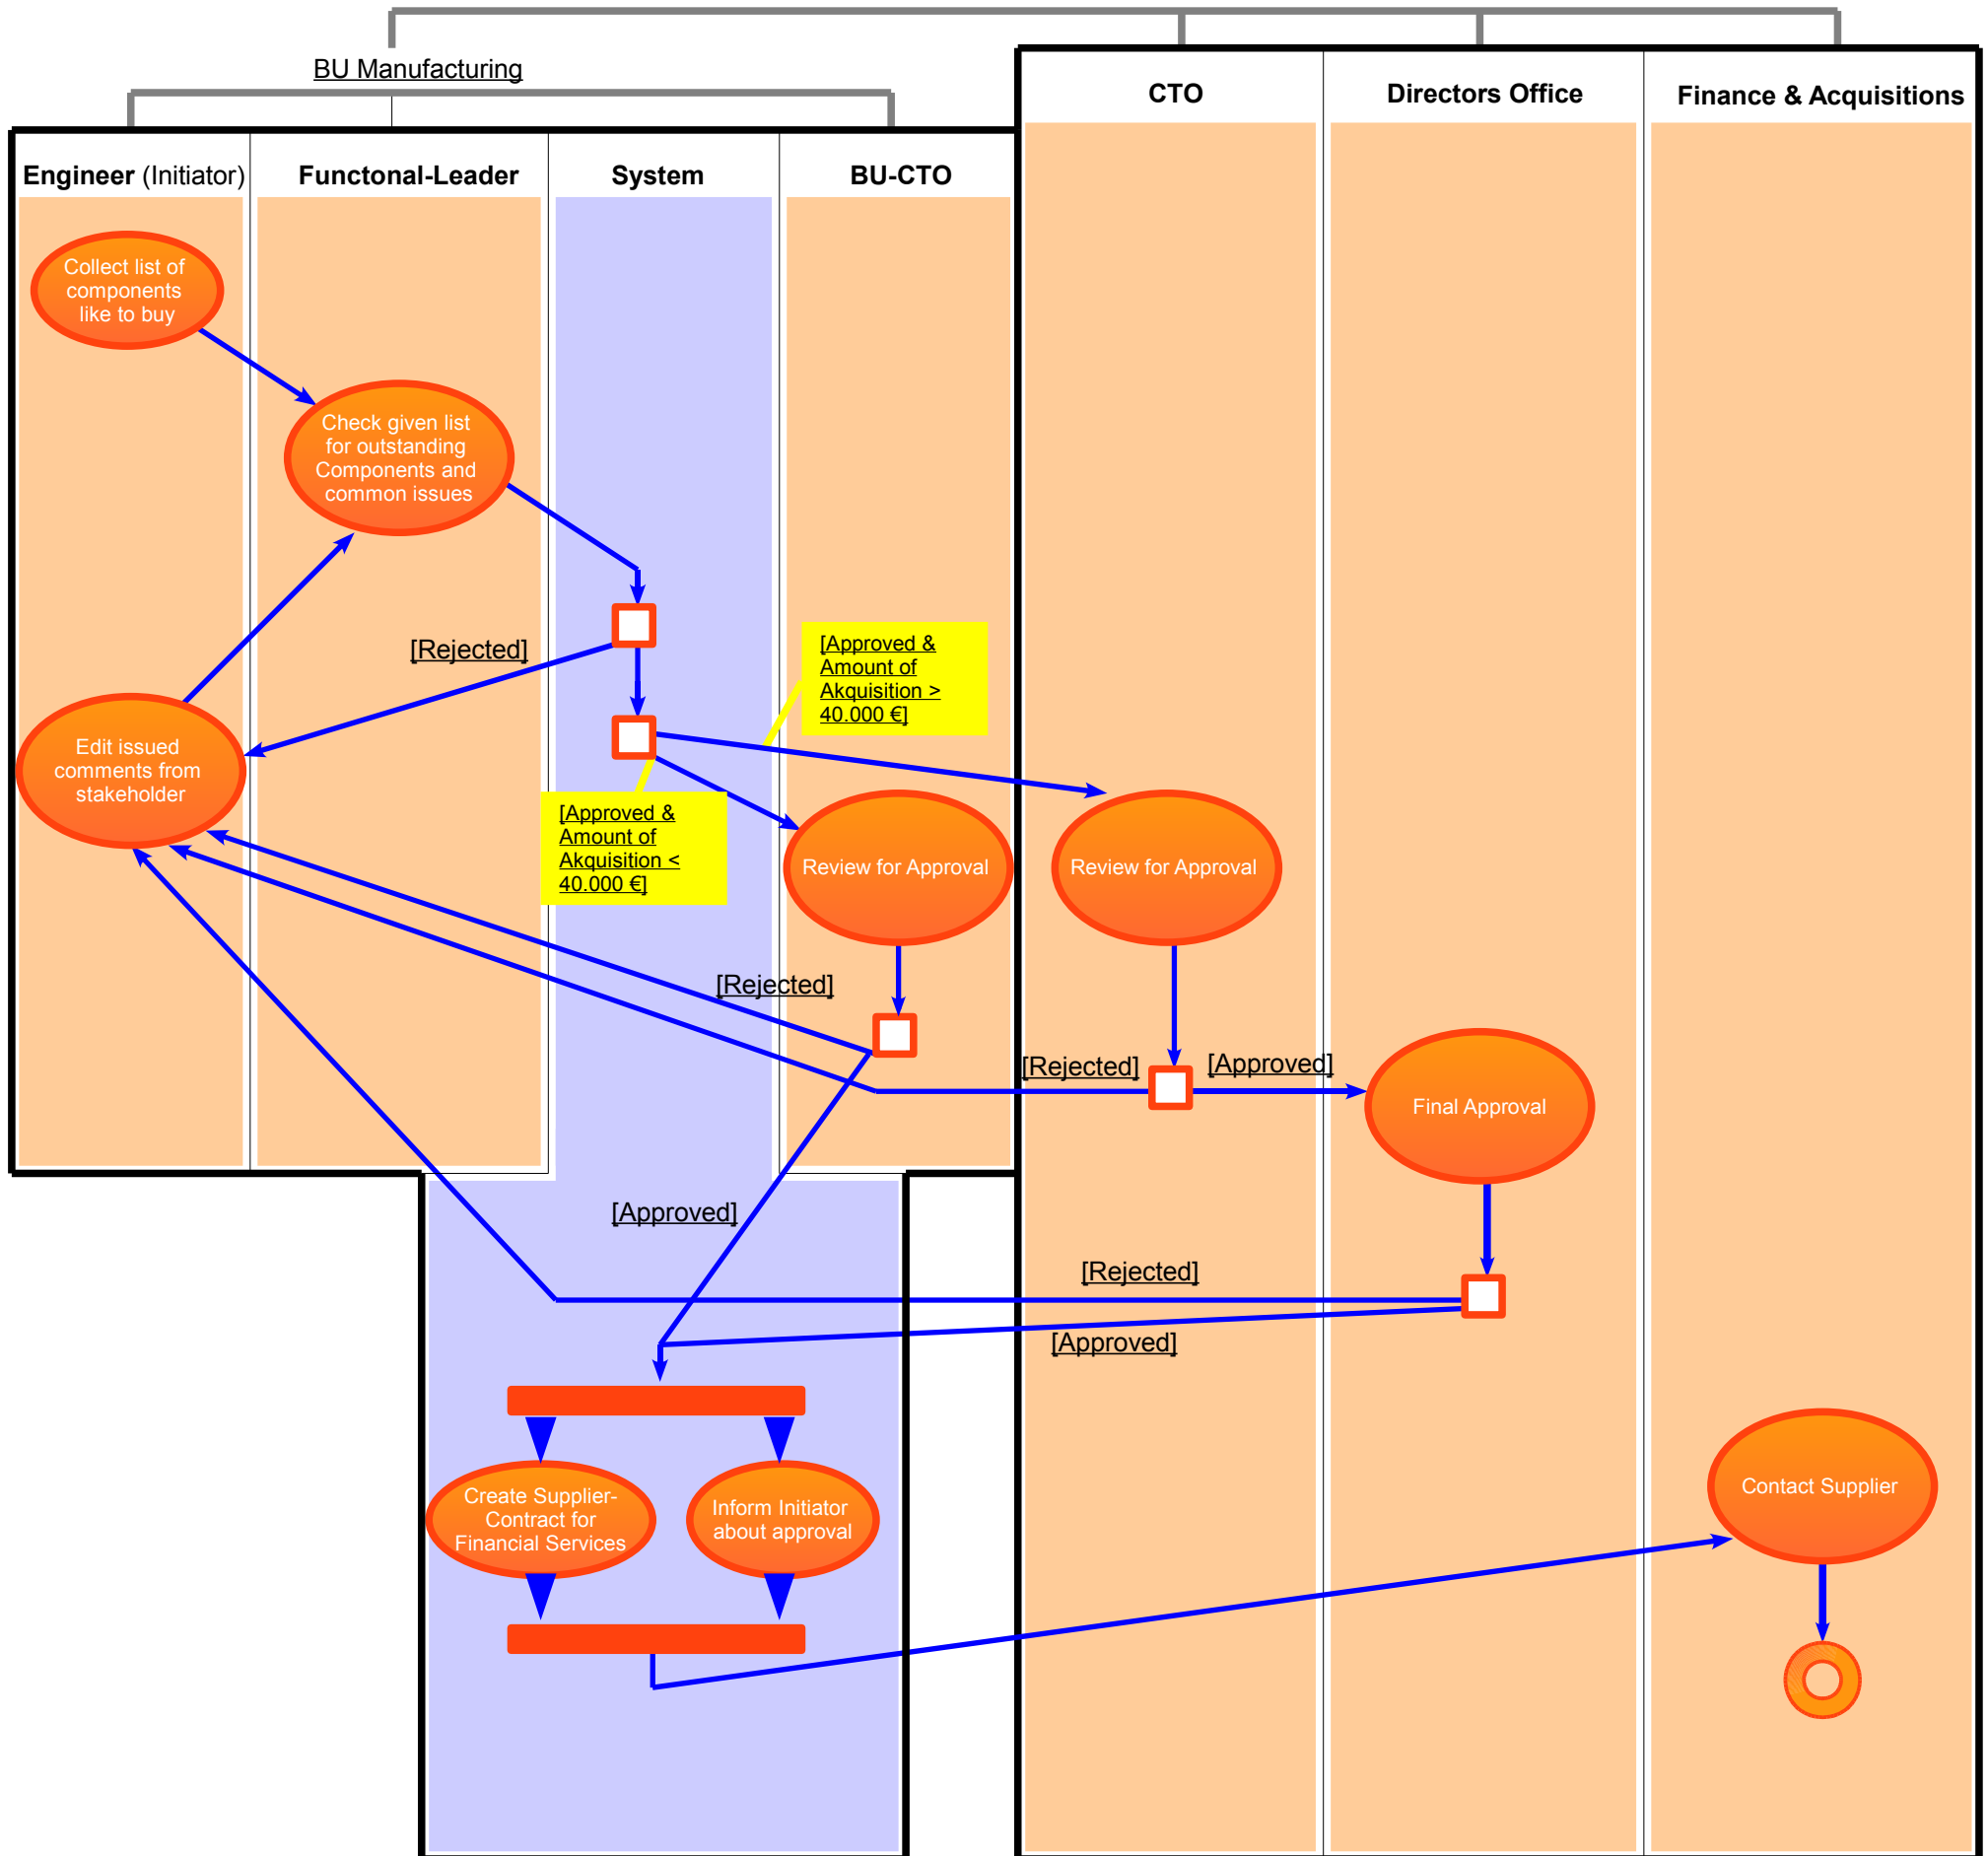 BU Manufacturing
CTO
Directors Office
Finance & Acquisitions
Engineer (Initiator)
Functonal-Leader
System
BU-CTO
Collect list of
components
like to buy
Check given list
for outstanding
Components and
common issues
[Rejected]
[Approved &
Amount of
Akquisition >
40.000 €]
Edit issued
comments from
stakeholder
[Approved &
Amount of
Akquisition <
40.000 €]
Review for Approval
Review for Approval
[Rejected]
[Rejected]
[Approved]
Final Approval
[Approved]
[Rejected]
[Approved]
Create Supplier-
Contract for
Financial Services
Inform Initiator
about approval
Contact Supplier